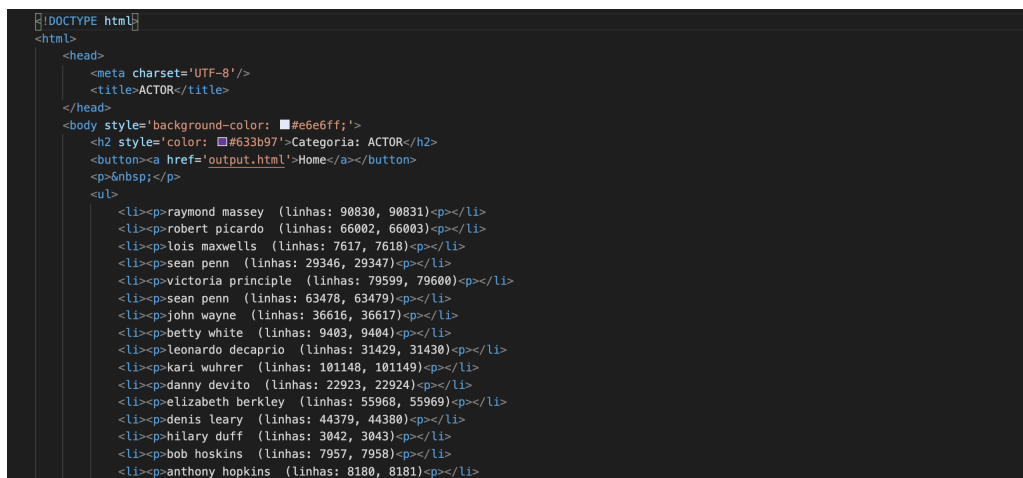 <!DOCTYPE html>
<html>
<head>
<meta charset='UTF-8'/>
<title>ACTOR</title>
</head>
<body style='background-color: #e6e6ff;'>
<h2 style='color: #633b97'>Categoria: ACTOR</h2>
<button><a href='output.html'>Home</a></button>
<p>&nbsp;</p>
<ul>
<li><p>raymond massey  (linhas: 90830, 90831)<p></li>
<li><p>robert picardo  (linhas: 66002, 66003)<p></li>
<li><p>lois maxwells  (linhas: 7617, 7618)<p></li>
<li><p>sean penn  (linhas: 29346, 29347)<p></li>
<li><p>victoria principle  (linhas: 79599, 79600)<p></li>
<li><p>sean penn  (linhas: 63478, 63479)<p></li>
<li><p>john wayne  (linhas: 36616, 36617)<p></li>
<li><p>betty white  (linhas: 9403, 9404)<p></li>
<li><p>leonardo decaprio  (linhas: 31429, 31430)<p></li>
<li><p>kari wuhrer  (linhas: 101148, 101149)<p></li>
<li><p>danny devito  (linhas: 22923, 22924)<p></li>
<li><p>elizabeth berkley  (linhas: 55968, 55969)<p></li>
<li><p>denis leary  (linhas: 44379, 44380)<p></li>
<li><p>hilary duff  (linhas: 3042, 3043)<p></li>
<li><p>bob hoskins  (linhas: 7957, 7958)<p></li>
<li><p>anthony hopkins  (linhas: 8180, 8181)<p></li>